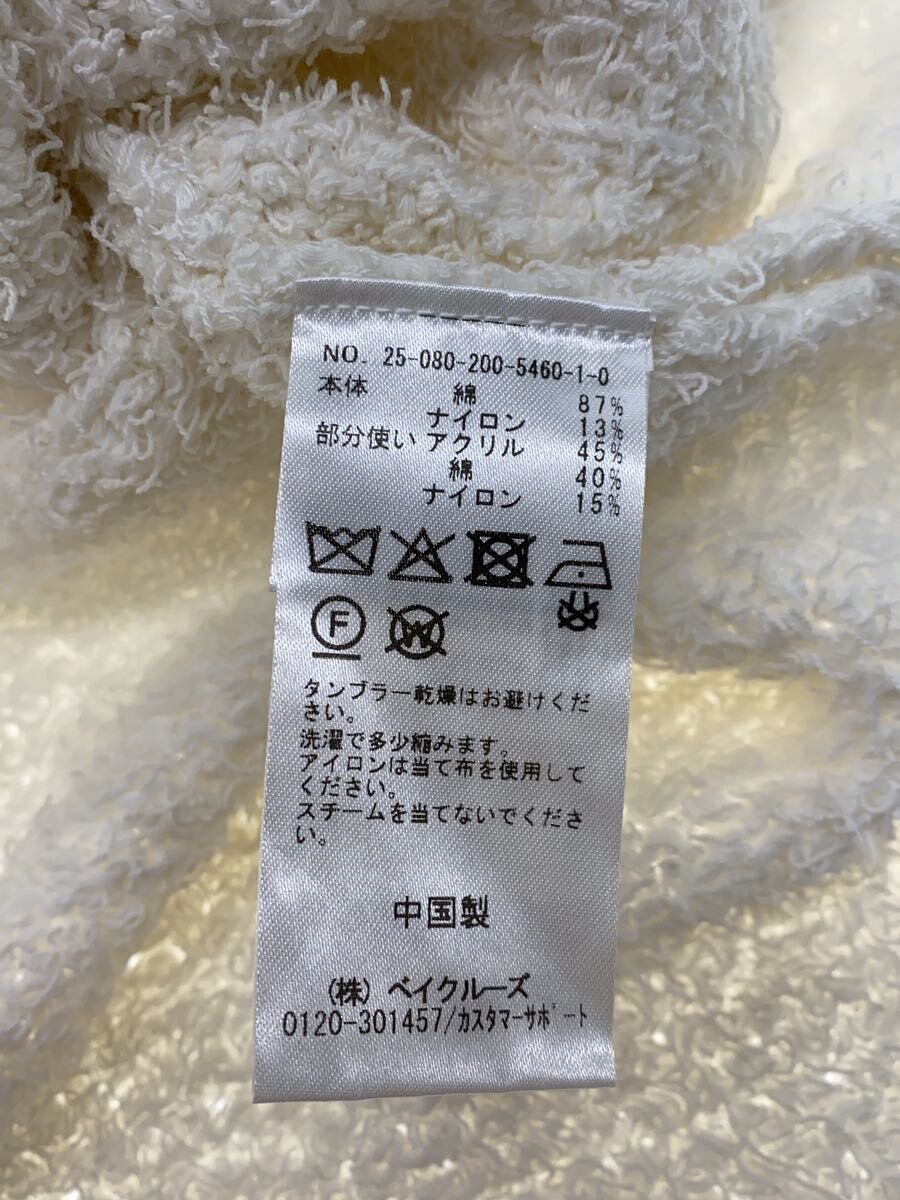 NO. 25-080-200-5460-1-0
本体 綿 87%
ナイロン 13%
部分使い アクリル 45%
綿 40%
ナイロン 15%
F W
タンブラー乾燥はお避けくだ
さい。
洗濯で多少縮みます。
アイロンは当て布を使用して
ください。
スチームを当てないでくださ
い。
中国製
(株) ベイクルーズ
0120-301457/カスタマーサポート